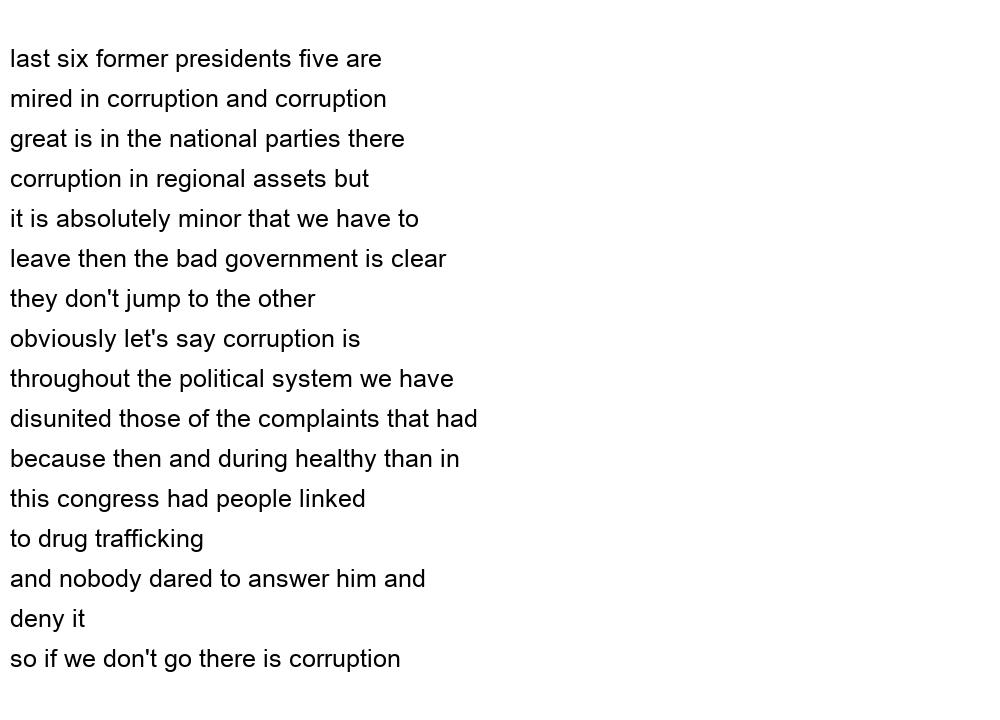 last six former presidents five are
mired in corruption and corruption
great is in the national parties there
corruption in regional assets but
it is absolutely minor that we have to
leave then the bad government is clear
they don't jump to the other
obviously let's say corruption is
throughout the political system we have
disunited those of the complaints that had
because then and during healthy than in
this congress had people linked
to drug trafficking
and nobody dared to answer him and
deny it
so if we don't go there is corruption